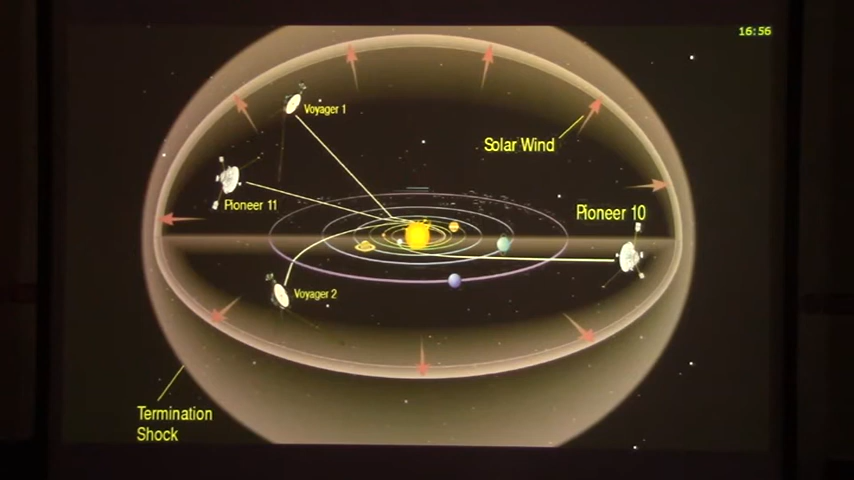 16:56
Voyager 1
Solar Wind
Pioneer 11
Pioneer 10
Voyager 2
Termination
Shock